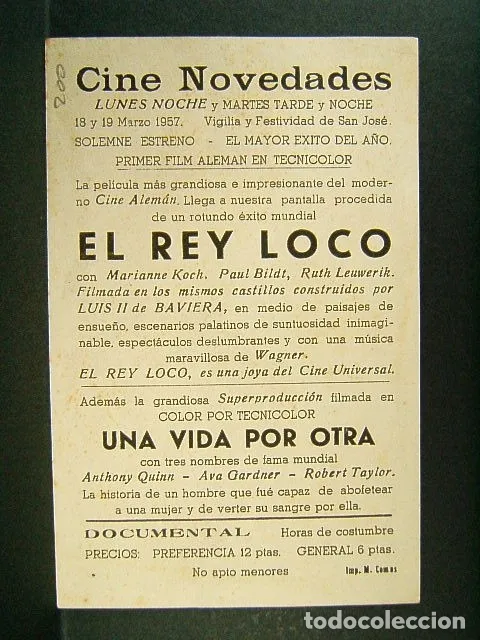 200
Cine Novedades
LUNES NOCHE y MARTES TARDE y NOCHE
18 y 19 Marzo 1957. Vigilia y Festividad de San José.
SOLEMNE ESTRENO - EL MAYOR EXITO DEL AÑO.
PRIMER FILM ALEMAN EN TECNICOLOR
La película más grandiosa e impresionante del moder-
no Cine Alemán. Llega a nuestra pantalla procedida
de un rotundo éxito mundial
EL REY LOCO
con Marianne Koch. Paul Bildt, Ruth Leuwerik.
Filmada en los mismos castillos construidos por
LUIS II de BAVIERA, en medio de paisajes de
ensueño, escenarios palatinos de suntuosidad inimagi-
nable, espectáculos deslumbrantes y con una música
maravillosa de Wagner.
EL REY LOCO, es una joya del Cine Universal.
Además la grandiosa Superproducción filmada en
COLOR POR TECNICOLOR
UNA VIDA POR OTRA
con tres nombres de fama mundial
Anthony Quinn - Ava Gardner - Robert Taylor.
La historia de un hombre que fué capaz de abofetear
a una mujer y de verter su sangre por ella.
DOCUMENTAL Horas de costumbre
PRECIOS: PREFERENCIA 12 ptas. GENERAL 6 ptas.
No apto menores Imp. M. Comas
todocoleccion